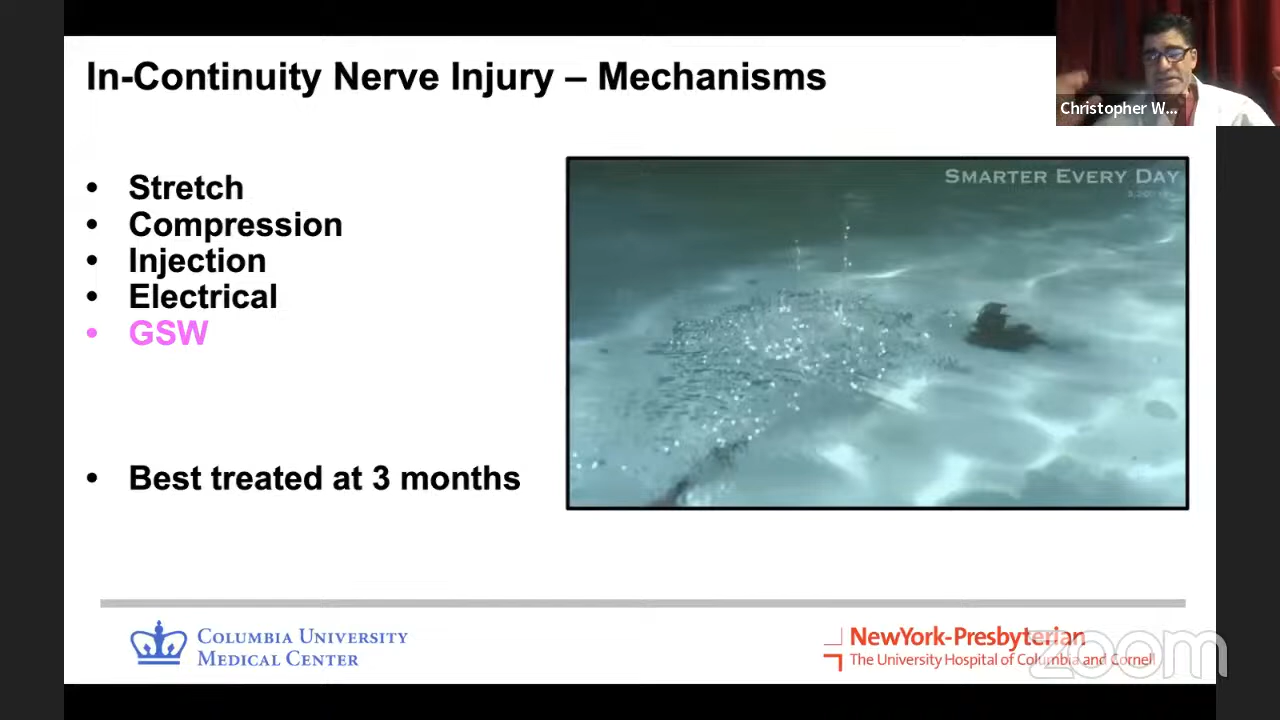 In-Continuity Nerve Injury – Mechanisms
Christopher W...
• Stretch
• Compression
• Injection
• Electrical
• GSW
• Best treated at 3 months
SMARTER EVERY DAY
COLUMBIA UNIVERSITY
MEDICAL CENTER
NewYork-Presbyterian
The University Hospital of Columbia and Cornell
zoom